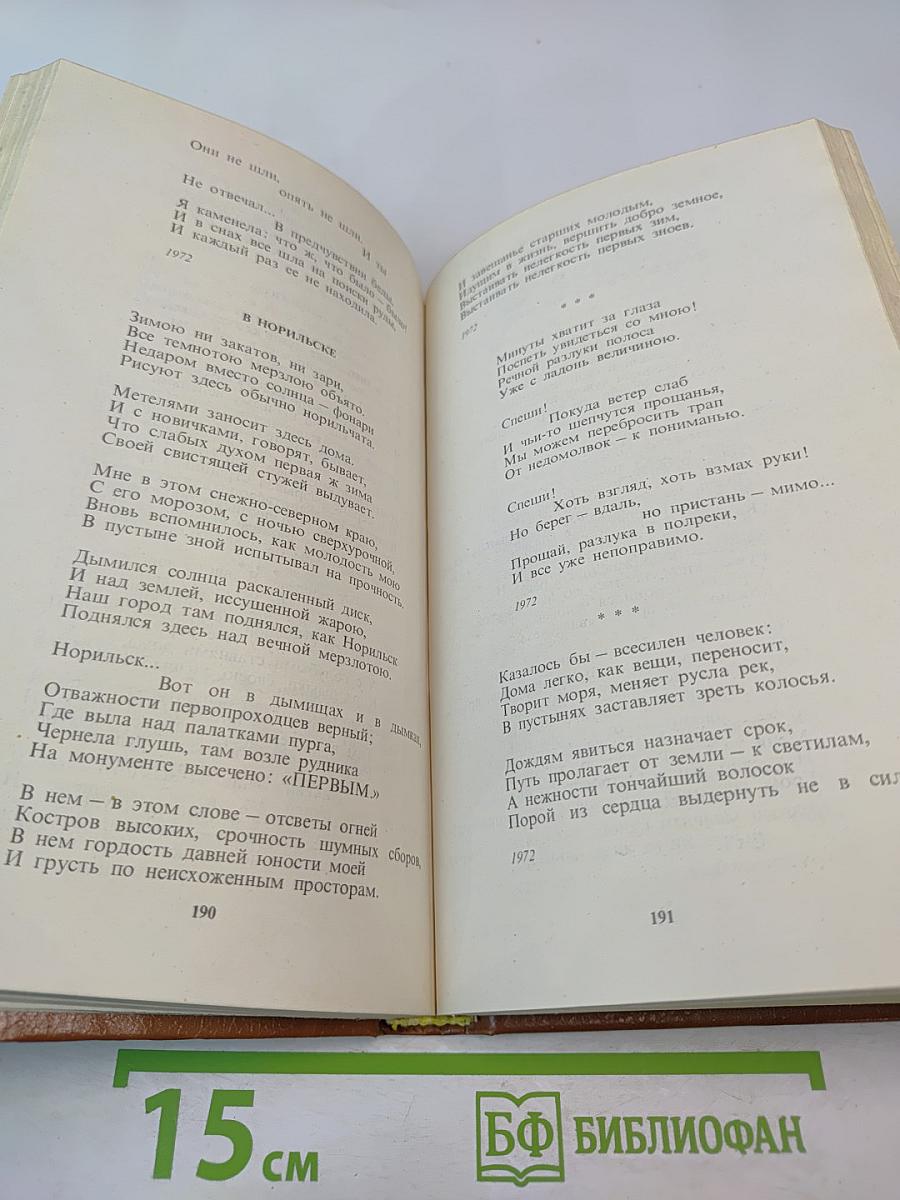 Они не шли,
опять не шли. И ты
Не отвечал...
В предчувствии беды,
Я каменела: что ж, что было – было!
И в снах все шла на поиски руды,
И каждый раз ее не находила.
1972
В НОРИЛЬСКЕ
Зимою ни закатов, ни зари,
Все темнотою мерзлою объято.
Недаром вместо солнца – фонари
Рисуют здесь обычно норильчата.
Метелями заносит здесь дома.
И с новичками, говорят, бывает,
Что слабых духом первая ж зима
Своей свистящей стужей выдувает.
Мне в этом снежно-северном краю,
С его морозом, с ночью сверхурочной,
Вновь вспомнилось, как молодость мою
В пустыне зной испытывал на прочность.
Дымился солнца раскаленный диск,
И над землей, иссушенной жарою,
Наш город там поднялся, как Норильск
Поднялся здесь над вечной мерзлотою.
Норильск...
Вот он в дымищах и в дымках,
Отважности первопроходцев верный;
Где выла над палатками пурга,
Чернела глушь, там возле рудника
На монументе высечено: «ПЕРВЫМ.»
В нем – в этом слове – отсветы огней
Костров высоких, срочность шумных сборов,
В нем гордость давней юности моей
И грусть по неисхоженным просторам.
190
И завещанье старших молодым,
Идущим в жизнь, вершить добро земное,
Выстаивать нелегкость первых зим,
Выстаивать нелегкость первых зноев.
1972
* * *
Минуты хватит за глаза
Поспеть увидеться со мною!
Речной разлуки полоса
Уже с ладонь величиною.
Спеши!
Покуда ветер слаб
И чьи-то шепчутся прощанья,
Мы можем перебросить трап
От недомолвок – к пониманью.
Спеши!
Хоть взгляд, хоть взмах руки!
Но берег – вдаль,
но пристань – мимо...
Прощай, разлука в полреки,
И все уже непоправимо.
1972
* * *
Казалось бы – всесилен человек:
Дома легко, как вещи, переносит,
Творит моря, меняет русла рек,
В пустынях заставляет зреть колосья.
Дождям явиться назначает срок,
Путь пролагает от земли – к светилам,
А нежности тончайший волосок
Порой из сердца выдернуть не в сил
1972
191
15 см
БФ БИБЛИОФАН